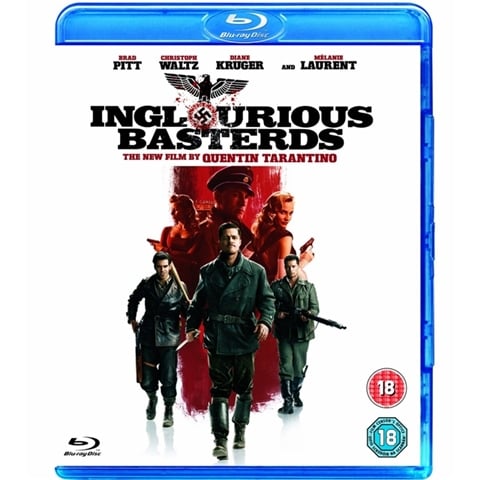 Blu-ray Disc
BRAD PITT CHRISTOPH WALTZ DIANE KRUGER AND MÉLANIE LAURENT
INGLOURIOUS
BASTERDS
THE NEW FILM BY QUENTIN TARANTINO
18
Blu-ray Disc
18